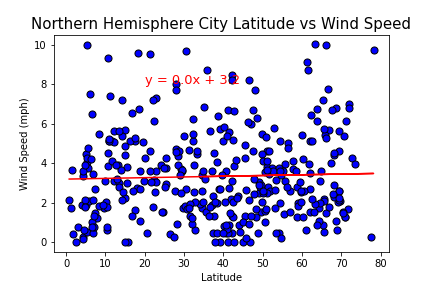 Northern Hemisphere City Latitude vs Wind Speed
10
8
6
4
2
0
Wind Speed (mph)
y = 0.0x + 3.2
0 10 20 30 40 50 60 70 80
Latitude